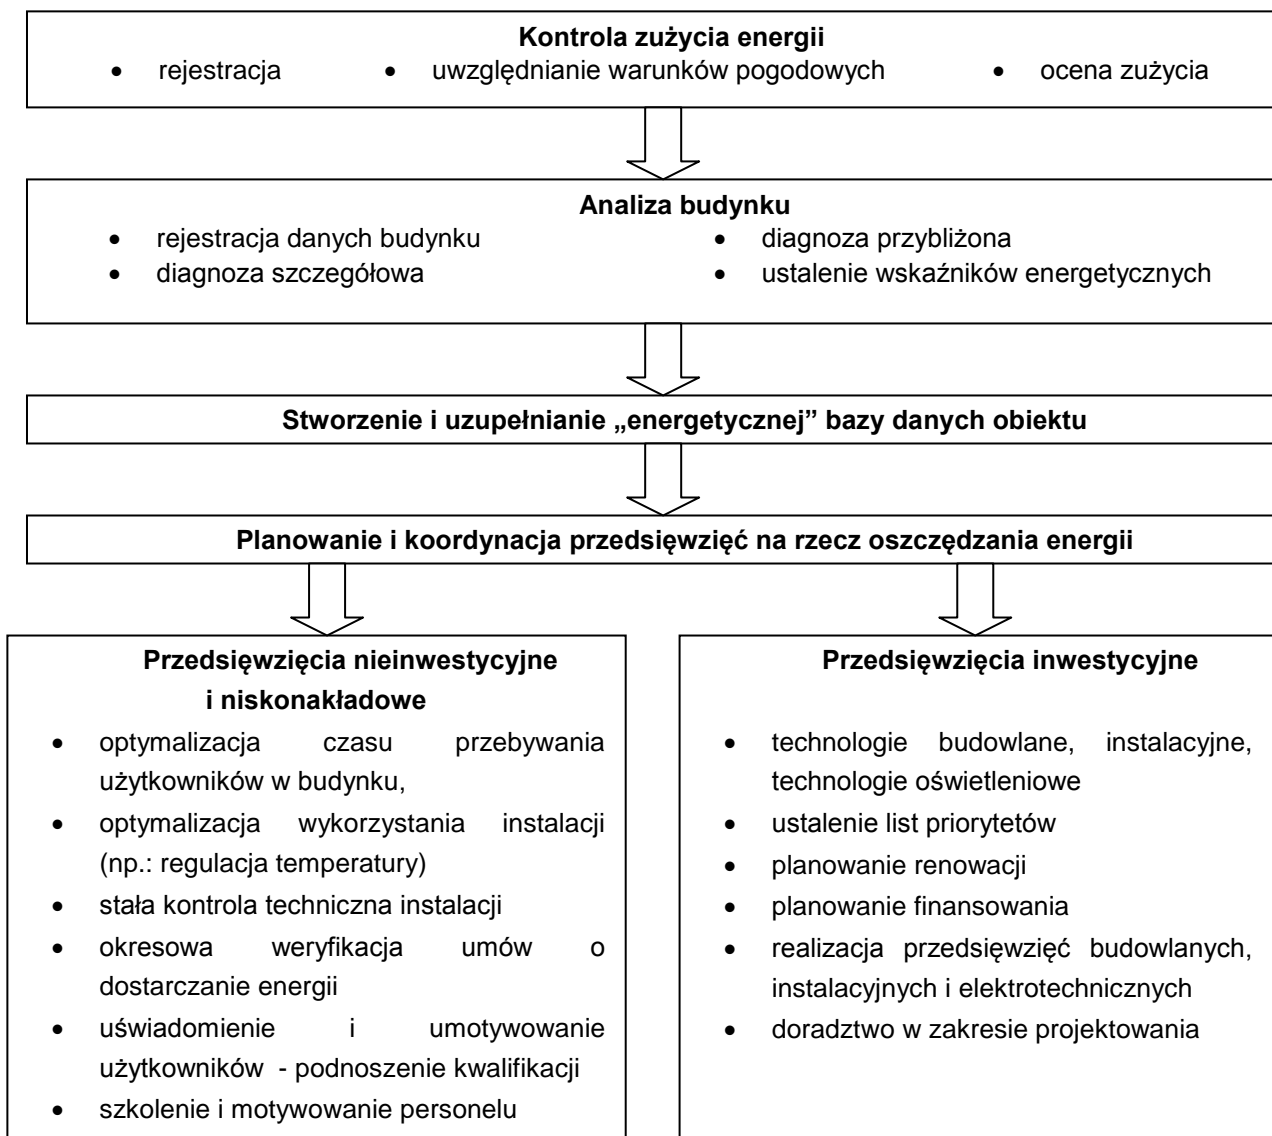 Kontrola zużycia energii
• rejestracja • uwzględnianie warunków pogodowych • ocena zużycia
Analiza budynku
• rejestracja danych budynku • diagnoza przybliżona
• diagnoza szczegółowa • ustalenie wskaźników energetycznych
Stworzenie i uzupełnianie „energetycznej” bazy danych obiektu
Planowanie i koordynacja przedsięwzięć na rzecz oszczędzania energii
Przedsięwzięcia nieinwestycyjne
i niskonakładowe
• optymalizacja czasu przebywania
użytkowników w budynku,
• optymalizacja wykorzystania instalacji
(np.: regulacja temperatury)
• stała kontrola techniczna instalacji
• okresowa weryfikacja umów o
dostarczanie energii
• uświadomienie i umotywowanie
użytkowników - podnoszenie kwalifikacji
• szkolenie i motywowanie personelu
Przedsięwzięcia inwestycyjne
• technologie budowlane, instalacyjne,
technologie oświetleniowe
• ustalenie list priorytetów
• planowanie renowacji
• planowanie finansowania
• realizacja przedsięwzięć budowlanych,
instalacyjnych i elektrotechnicznych
• doradztwo w zakresie projektowania